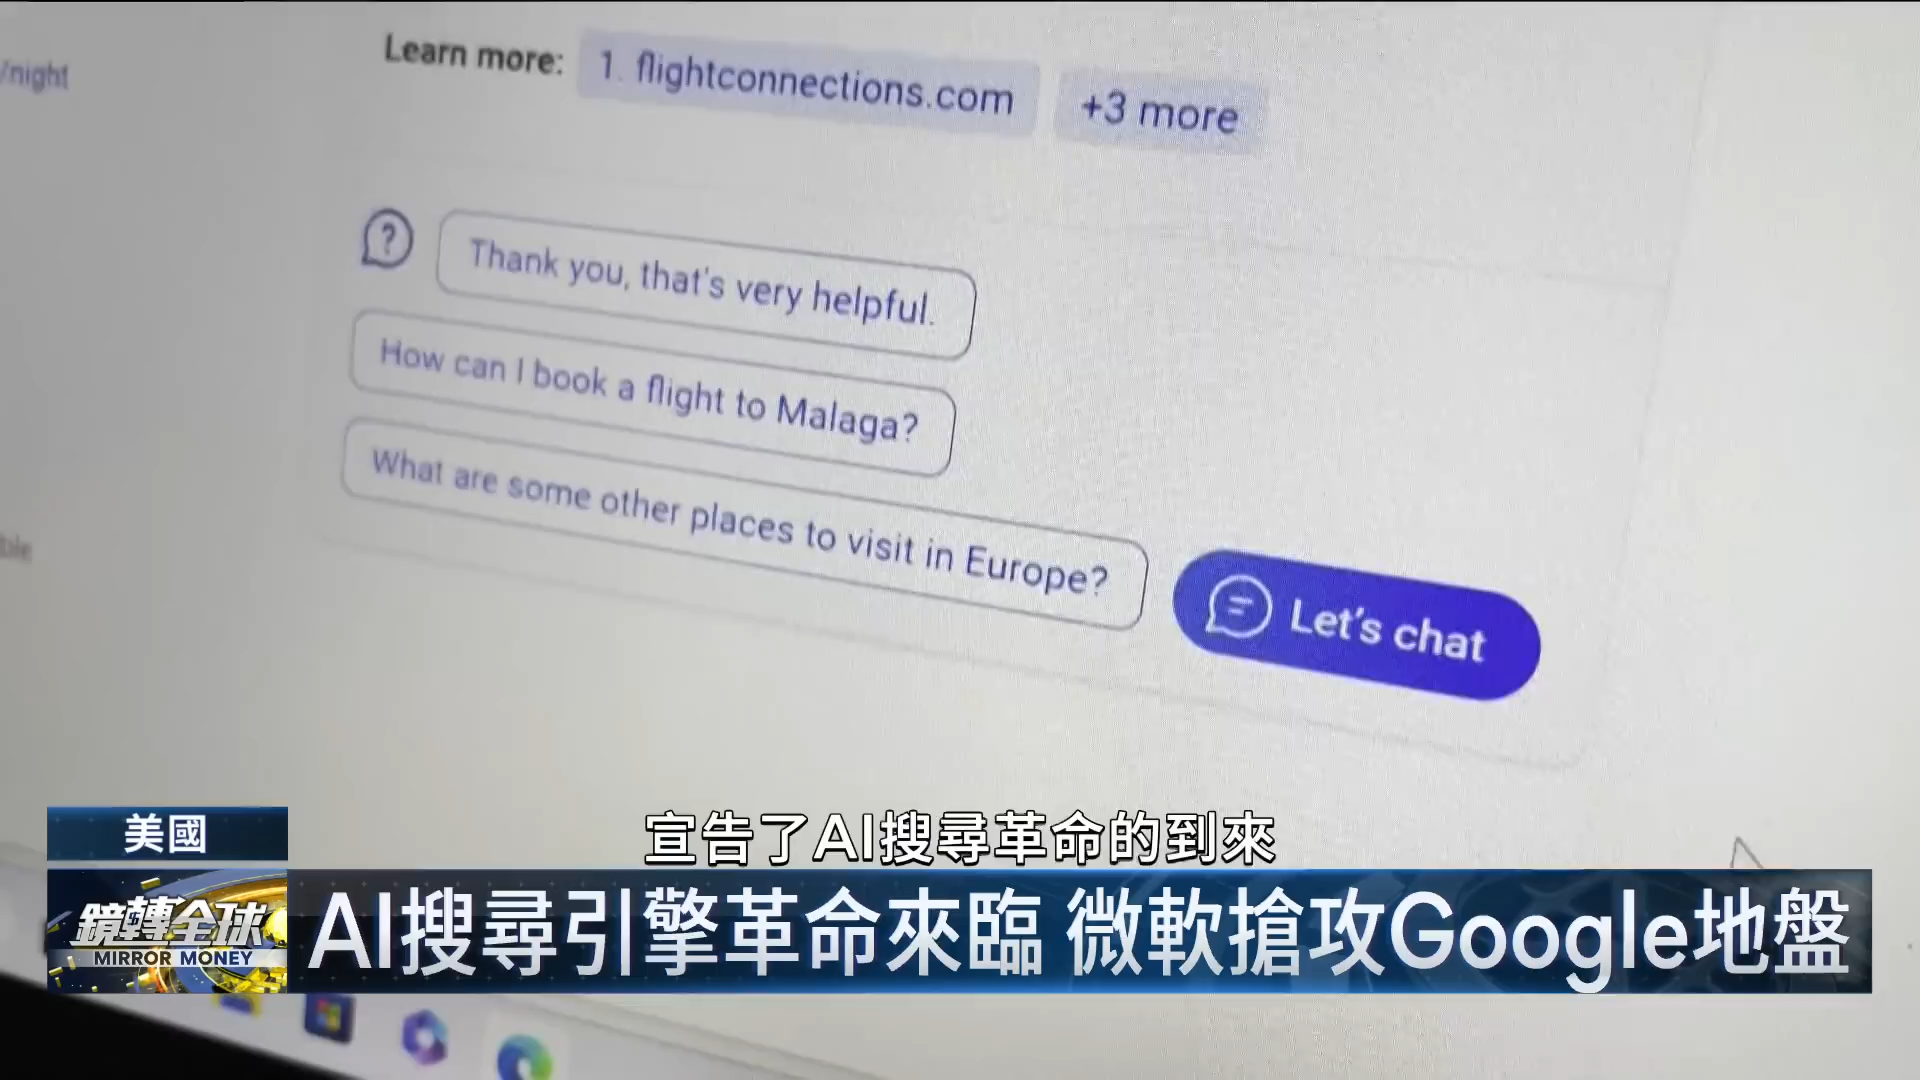 /night
Learn more: 1. flightconnections.com +3 more
Thank you, that's very helpful.
How can I book a flight to Malaga?
What are some other places to visit in Europe?
Let's chat
宣告了AI搜尋革命的到來
美國
鏡轉全球
MIRROR MONEY
AI搜尋引擎革命來臨 微軟搶攻Google地盤